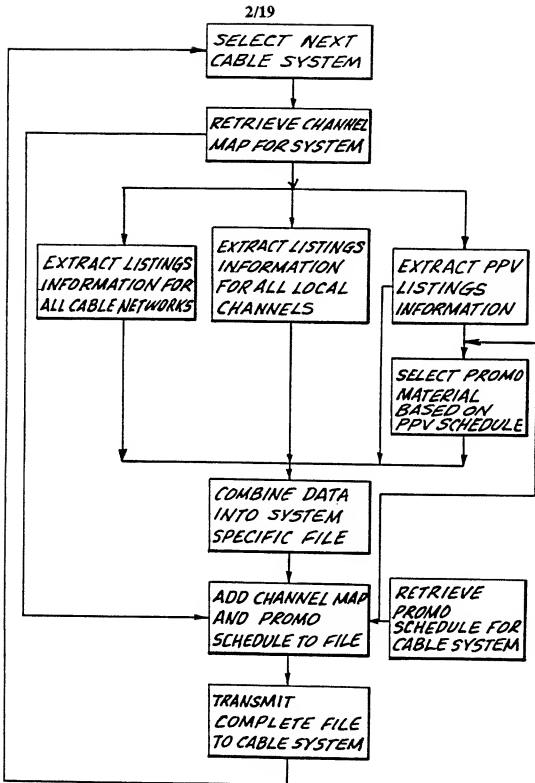 2/19
SELECT NEXT
CABLE SYSTEM
RETRIEVE CHANNEL
MAP FOR SYSTEM
EXTRACT LISTINGS
INFORMATION FOR
ALL CABLE NETWORKS
EXTRACT LISTINGS
INFORMATION
FOR ALL LOCAL
CHANNELS
EXTRACT PPV
LISTINGS
INFORMATION
SELECT PROMO
MATERIAL
BASED ON
PPV SCHEDULE
COMBINE DATA
INTO SYSTEM
SPECIFIC FILE
ADD CHANNEL MAP
AND PROMO
SCHEDULE TO FILE
RETRIEVE
PROMO
SCHEDULE FOR
CABLE SYSTEM
TRANSMIT
COMPLETE FILE
TO CABLE SYSTEM